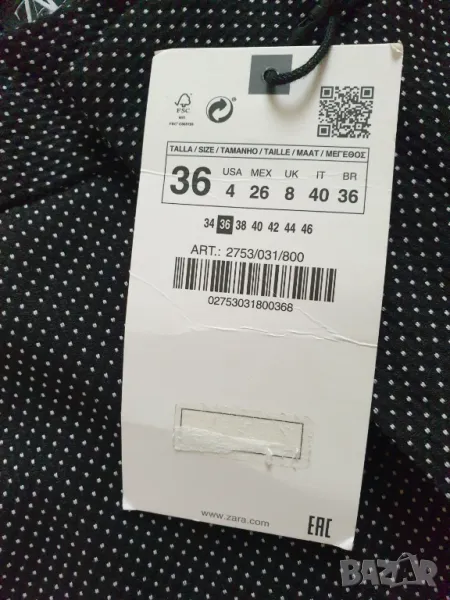 FSC
TALLA / SIZE / TAMANHO / TAILLE / MAAT / ΜΕΓΕΘΟΣ
36 USA MEX UK IT BR
4 26 8 40 36
34 36 38 40 42 44 46
ART.: 2753/031/800
02753031800368
www.zara.com
EAC
BAZAR